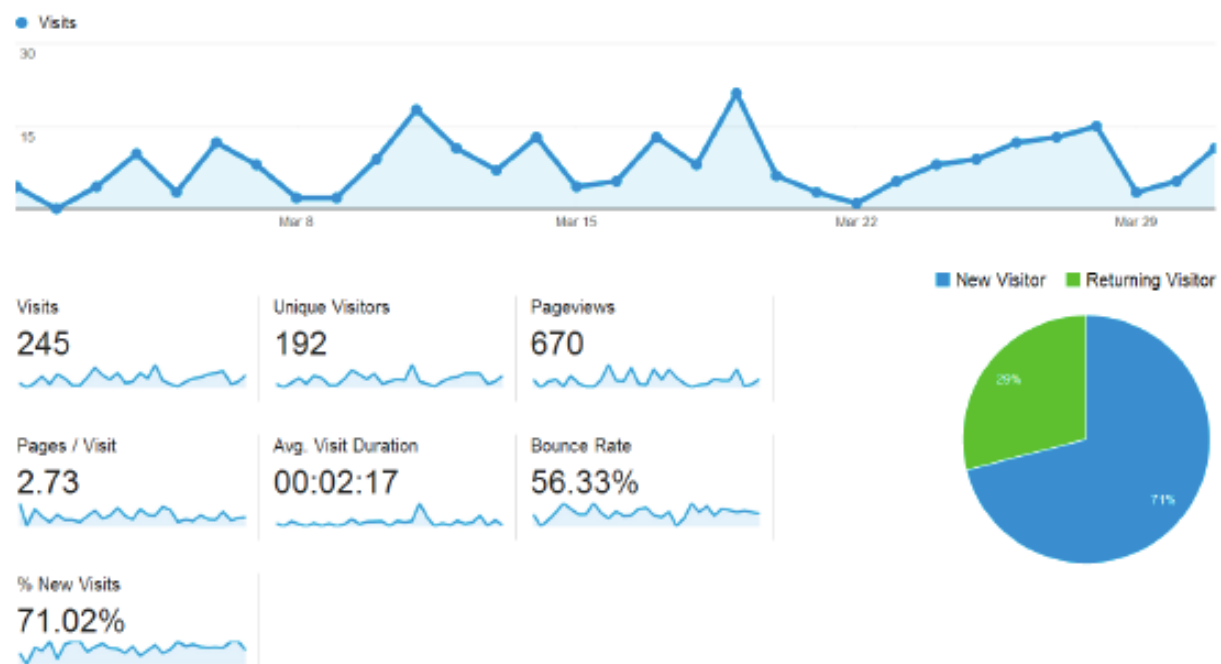 Visits
30
15
Mar 8 Mar 15 Mar 22 Mar 29
New Visitor Returning Visitor
Visits Unique Visitors Pageviews
245 192 670
29%
Pages / Visit Avg. Visit Duration Bounce Rate
2.73 00:02:17 56.33%
71%
% New Visits
71.02%